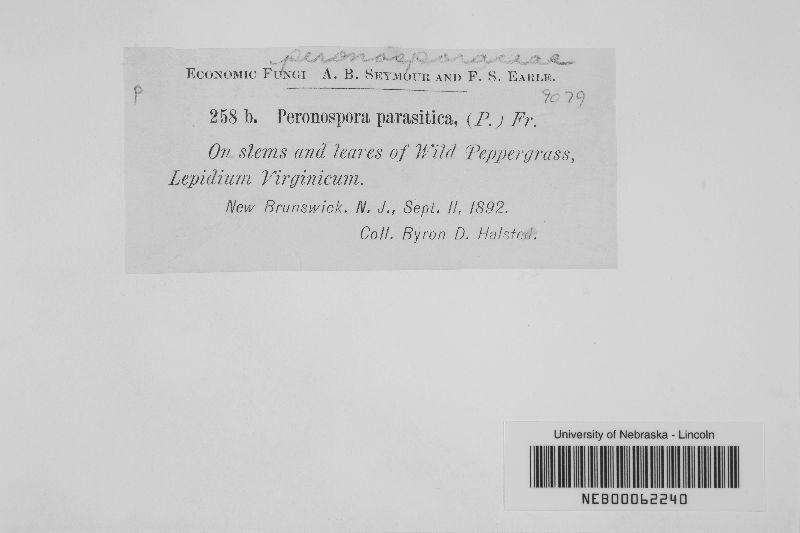 peronosporaceae
ECONOMIC FUNGI A. B. SEYMOUR AND F. S. EARLE.
P
9079
258 b. Peronospora parasitica, (P.) Fr.
On stems and leaves of Wild Peppergrass,
Lepidium Virginicum.
New Brunswick. N. J., Sept. 11, 1892.
Coll. Byron D. Halsted.
University of Nebraska - Lincoln
NEB00062240